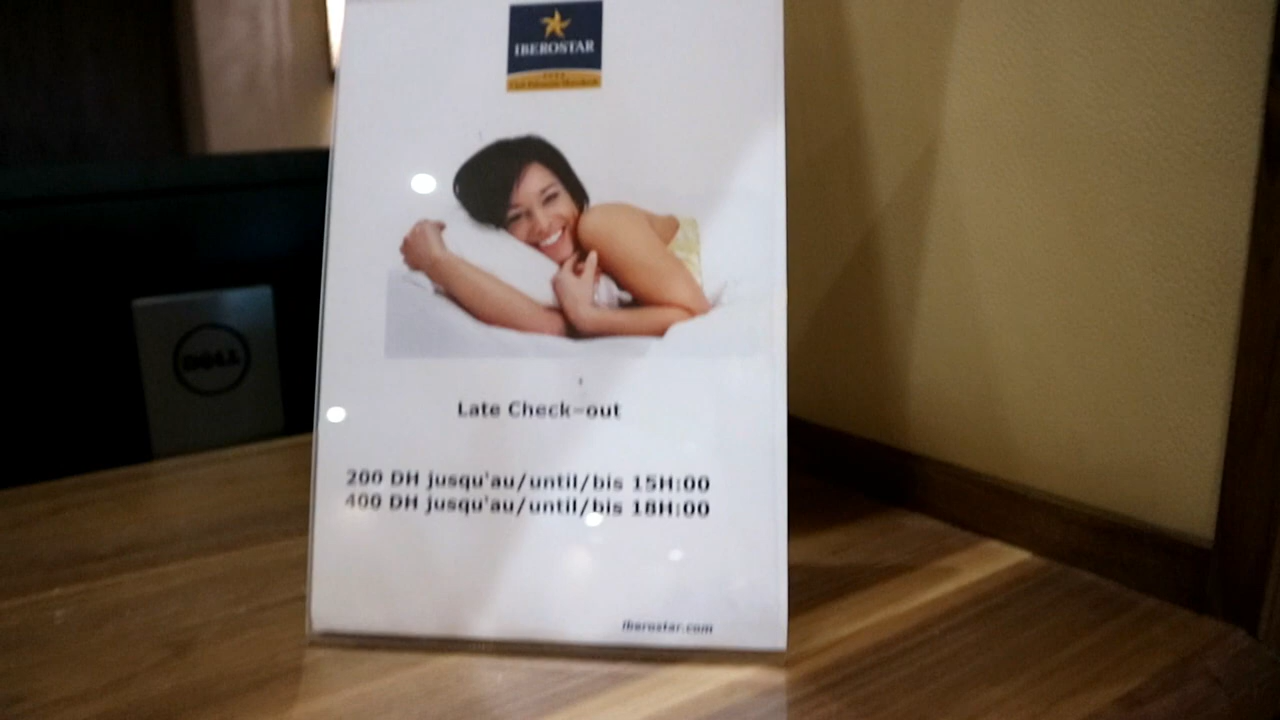 IBEROSTAR
DELL
Late Check-out
200 DH jusqu'au/until/bis 15H:00
400 DH jusqu'au/until/bis 18H:00
iberostar.com